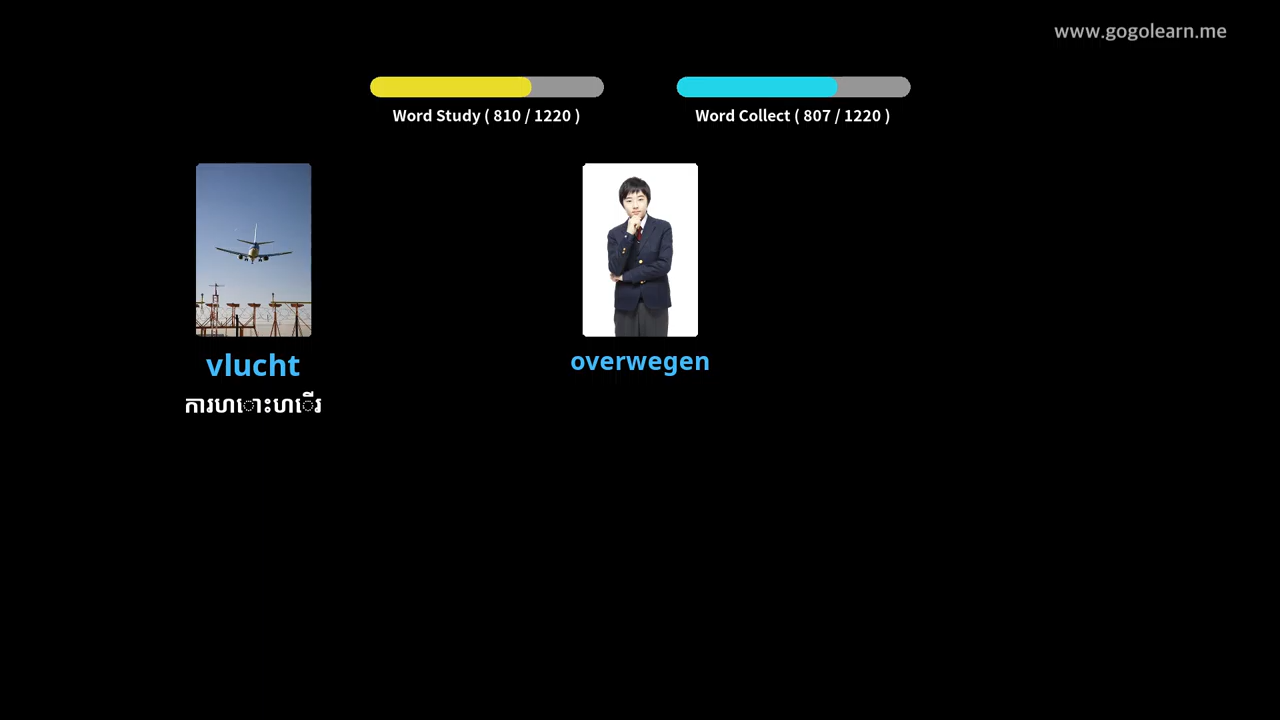 www.gogolearn.me
Word Study ( 810 / 1220 )
Word Collect ( 807 / 1220 )
vlucht
overwegen
ការហោះហើរ